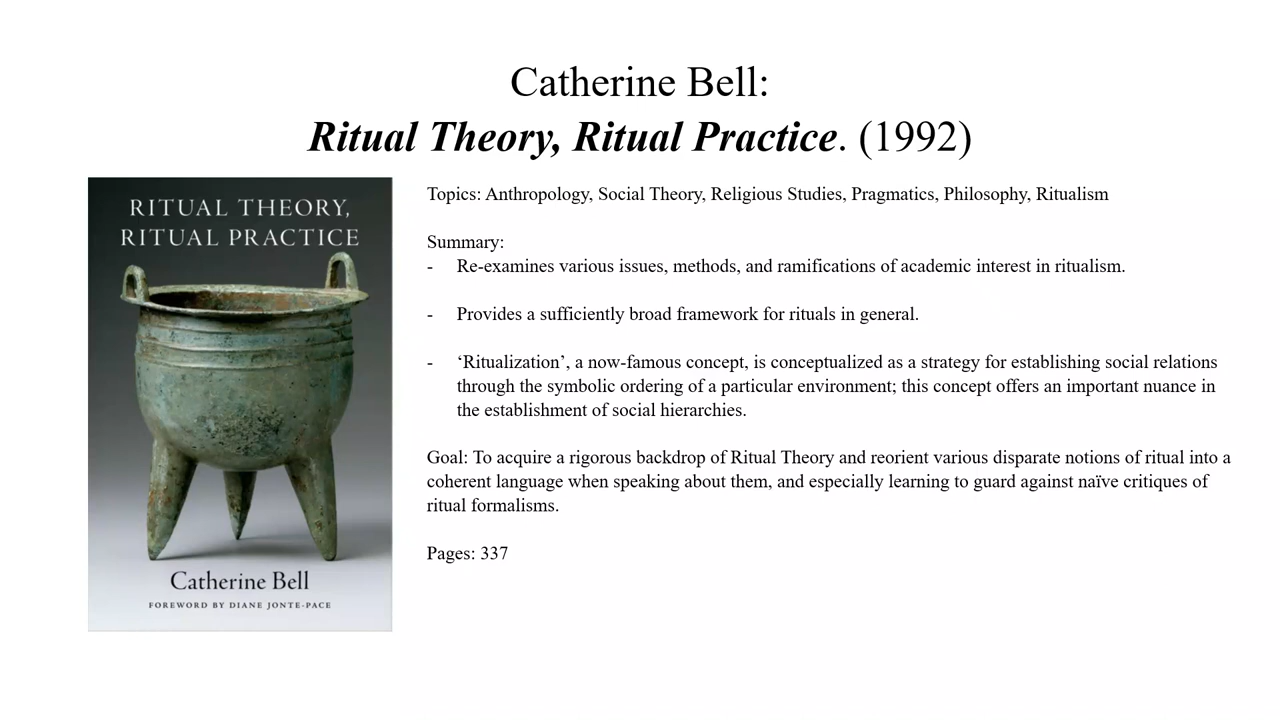 Catherine Bell:
Ritual Theory, Ritual Practice. (1992)
RITUAL THEORY,
RITUAL PRACTICE
Catherine Bell
FOREWORD BY DIANE JONTE-PACE
Topics: Anthropology, Social Theory, Religious Studies, Pragmatics, Philosophy, Ritualism
Summary:
- Re-examines various issues, methods, and ramifications of academic interest in ritualism.
- Provides a sufficiently broad framework for rituals in general.
- ‘Ritualization’, a now-famous concept, is conceptualized as a strategy for establishing social relations
through the symbolic ordering of a particular environment; this concept offers an important nuance in
the establishment of social hierarchies.
Goal: To acquire a rigorous backdrop of Ritual Theory and reorient various disparate notions of ritual into a
coherent language when speaking about them, and especially learning to guard against naïve critiques of
ritual formalisms.
Pages: 337